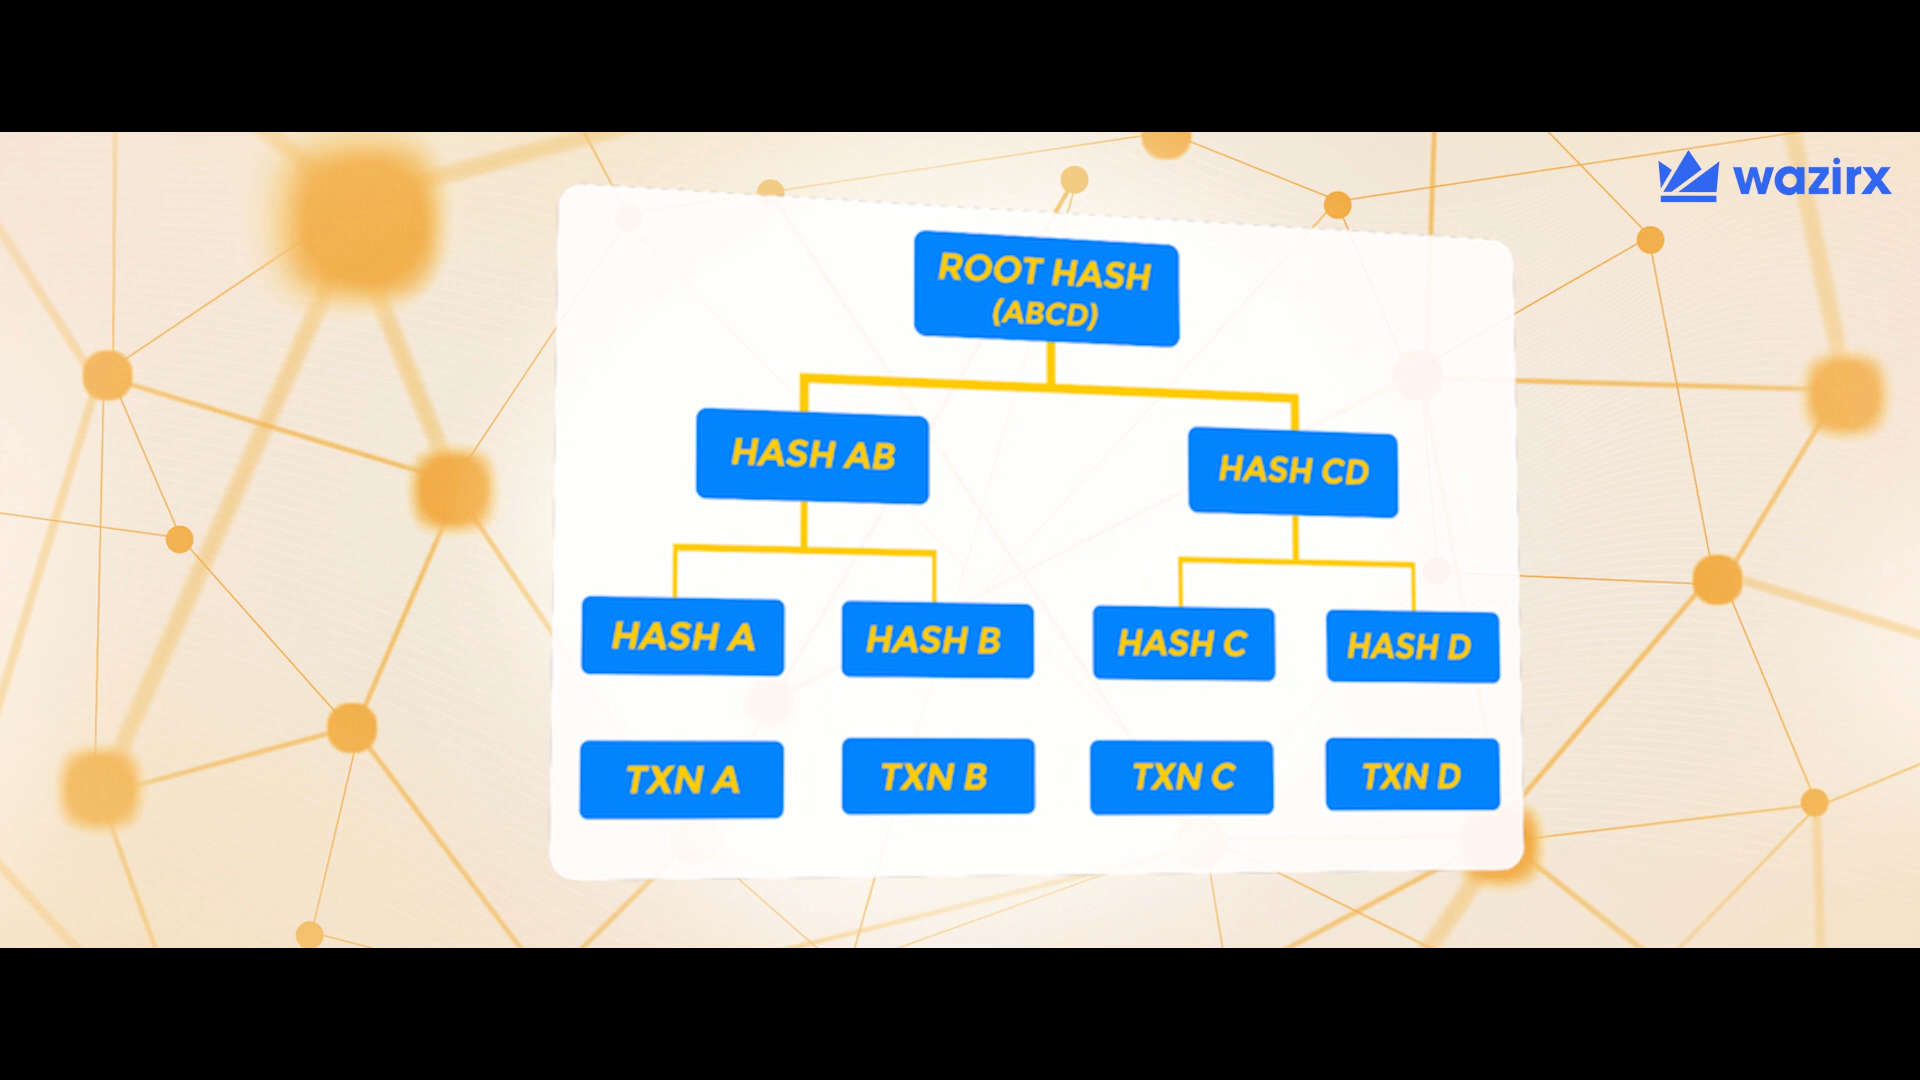 wazirx
ROOT HASH
(ABCD)
HASH AB
HASH CD
HASH A
HASH B
HASH C
HASH D
TXN A
TXN B
TXN C
TXN D